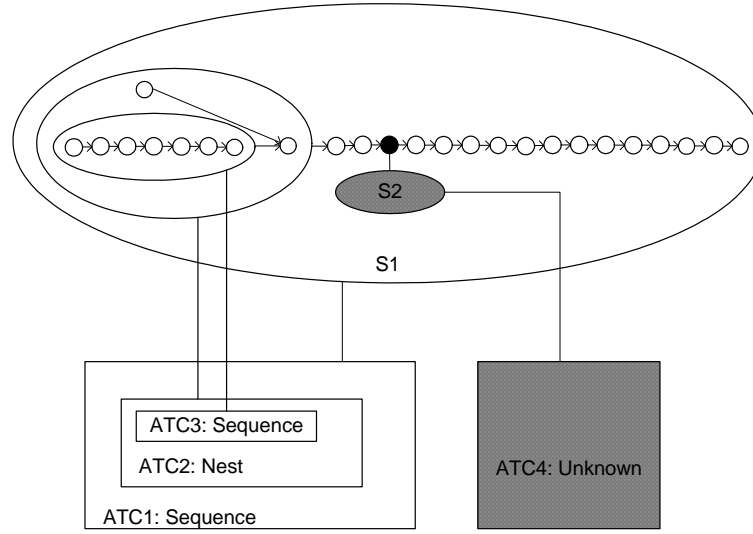 S2
S1
ATC3: Sequence
ATC2: Nest
ATC4: Unknown
ATC1: Sequence